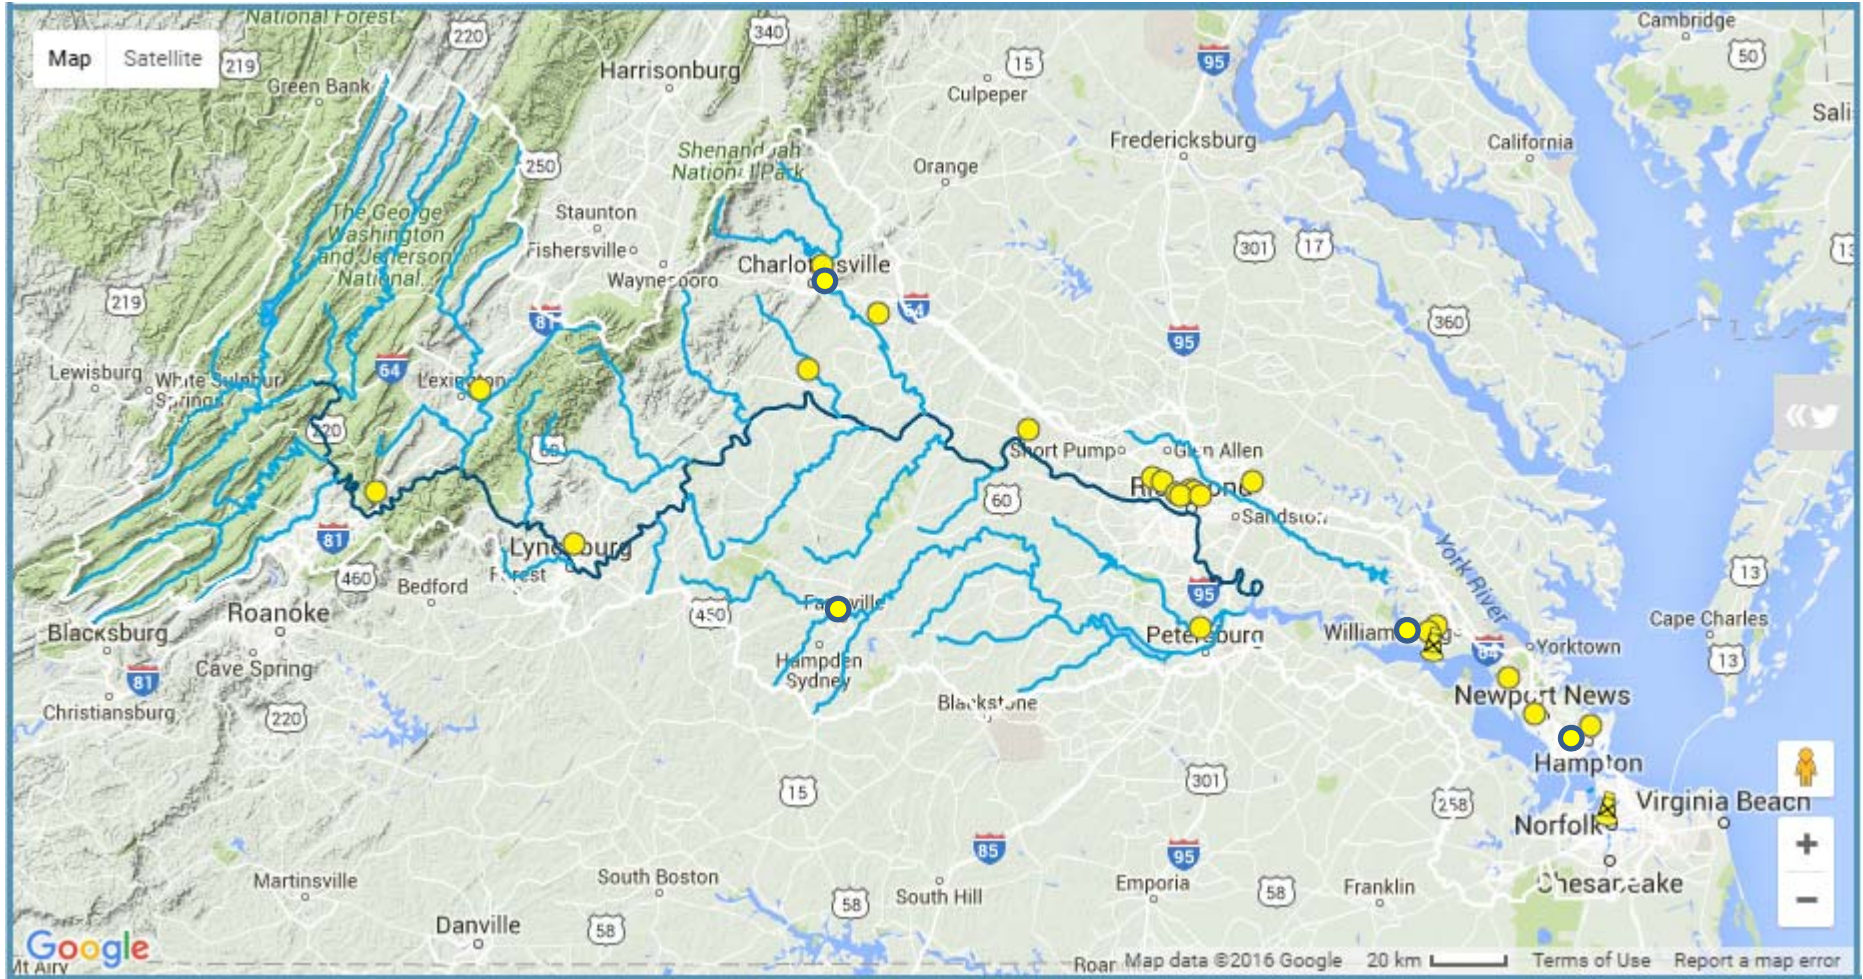 National Forest
220
340
Cambridge
Map
Satellite
219
15
95
50
Harrisonburg
Green Bank
Culpeper
Fredericksburg
California
250
Shenandoah
National Park
Orange
The George
Washington
and Jefferson
National...
Staunton
Fishersville
301
17
Charlottesville
Waynesboro
219
81
64
95
360
Lewisburg
White Sulphur
Springs
64
Lexington
220
60
Short Pump
Glen Allen
60
Richmond
Sandston
81
Lynchburg
York River
460
Bedford
Forest
13
95
Roanoke
450
Farmville
Blacksburg
Petersburg
Williamsburg
Cape Charles
64
Yorktown
Cave Spring
Hampden
Sydney
13
81
Newport News
Christiansburg
220
Blackstone
Hampton
301
15
258
Virginia Beach
Norfolk
85
95
Chesapeake
Martinsville
South Boston
South Hill
Emporia
58
Franklin
58
Danville
58
Google
Mt Airy
Map data ©2016 Google
20 km
Terms of Use
Report a map error